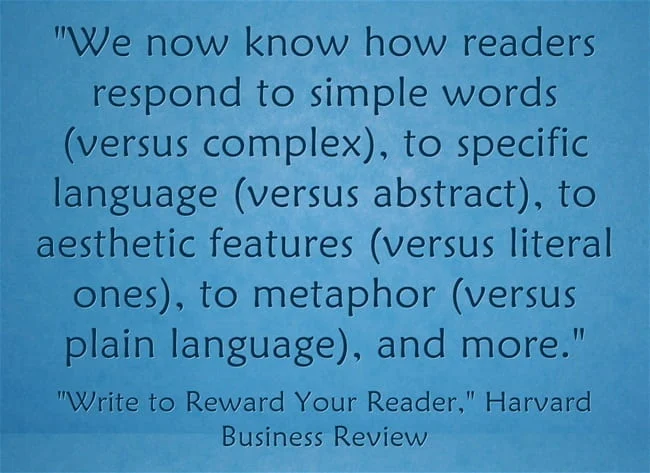 "We now know how readers
respond to simple words
(versus complex), to specific
language (versus abstract), to
aesthetic features (versus literal
ones), to metaphor (versus
plain language), and more."
"Write to Reward Your Reader," Harvard
Business Review